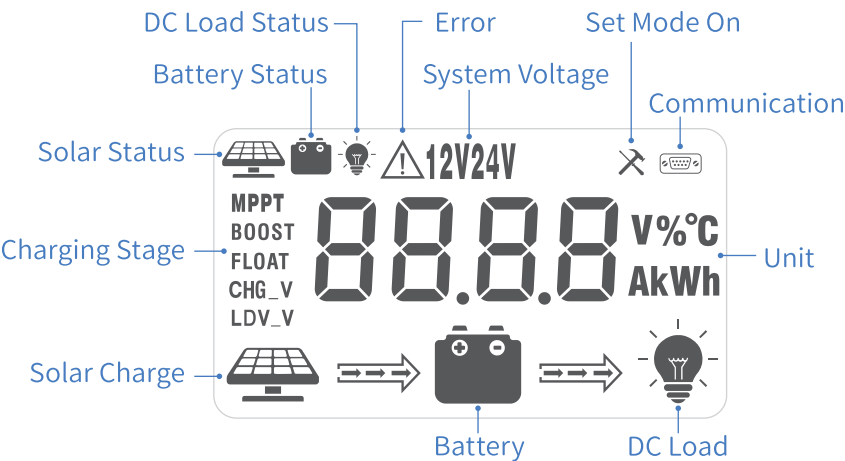 DC Load Status
Error
Set Mode On
Battery Status
System Voltage
Communication
Solar Status
12V24V
MPPT
BOOST
FLOAT
CHG_V
LDV_V
Charging Stage
88.8.8
V%°C
AkWh
Unit
Solar Charge
Battery
DC Load